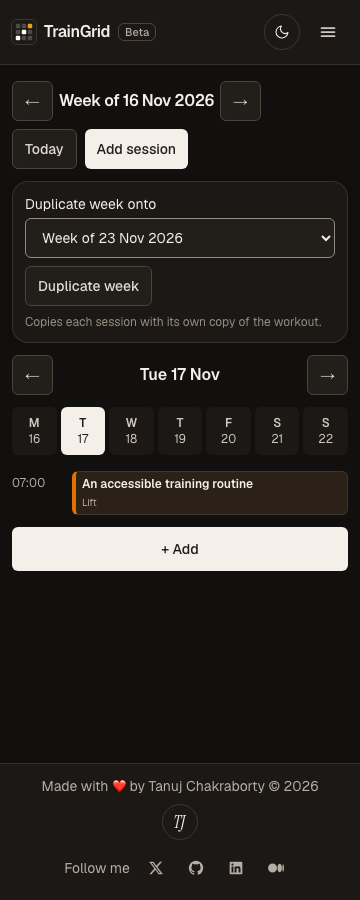 TrainGrid Beta
← Week of 16 Nov 2026 →
Today Add session
Duplicate week onto
Week of 23 Nov 2026
Duplicate week
Copies each session with its own copy of the workout.
← Tue 17 Nov →
M T W T F S S
16 17 18 19 20 21 22
07:00 An accessible training routine
Lift
+ Add
Made with ❤️ by Tanuj Chakraborty © 2026
TJ
Follow me